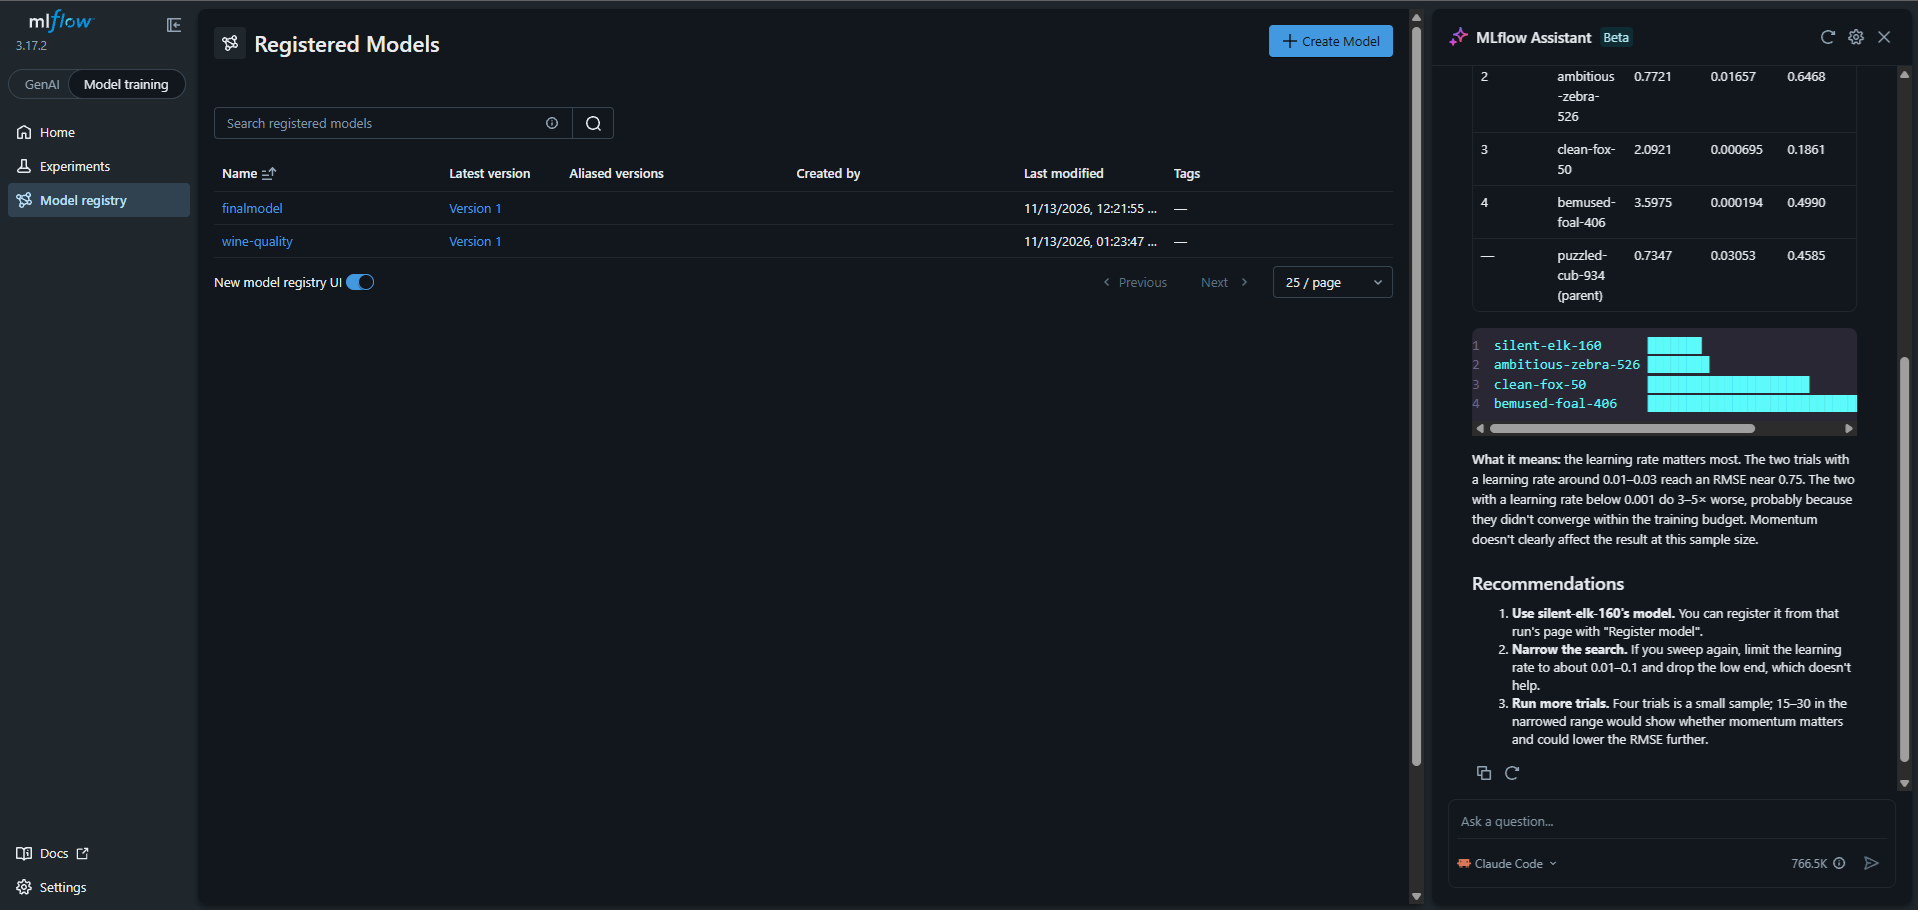 mlflow
3.17.2
GenAI
Model training
Home
Experiments
Model registry
Docs
Settings
Registered Models
Create Model
Search registered models
Name Latest version Aliased versions Created by Last modified Tags
finalmodel Version 1 11/13/2026, 12:21:55 ... —
wine-quality Version 1 11/13/2026, 01:23:47 ... —
New model registry UI
Previous
Next
25 / page
MLflow Assistant Beta
2 ambitious 0.7721 0.01657 0.6468
-zebra-
526
3 clean-fox- 2.0921 0.000695 0.1861
50
4 bemused- 3.5975 0.000194 0.4990
foal-406
— puzzled- 0.7347 0.03053 0.4585
cub-934
(parent)
1 silent-elk-160
2 ambitious-zebra-526
3 clean-fox-50
4 bemused-foal-406
What it means: the learning rate matters most. The two trials with
a learning rate around 0.01–0.03 reach an RMSE near 0.75. The two
with a learning rate below 0.001 do 3–5× worse, probably because
they didn't converge within the training budget. Momentum
doesn't clearly affect the result at this sample size.
Recommendations
1. Use silent-elk-160's model. You can register it from that
run's page with "Register model".
2. Narrow the search. If you sweep again, limit the learning
rate to about 0.01–0.1 and drop the low end, which doesn't
help.
3. Run more trials. Four trials is a small sample; 15–30 in the
narrowed range would show whether momentum matters
and could lower the RMSE further.
Ask a question...
Claude Code
766.5K